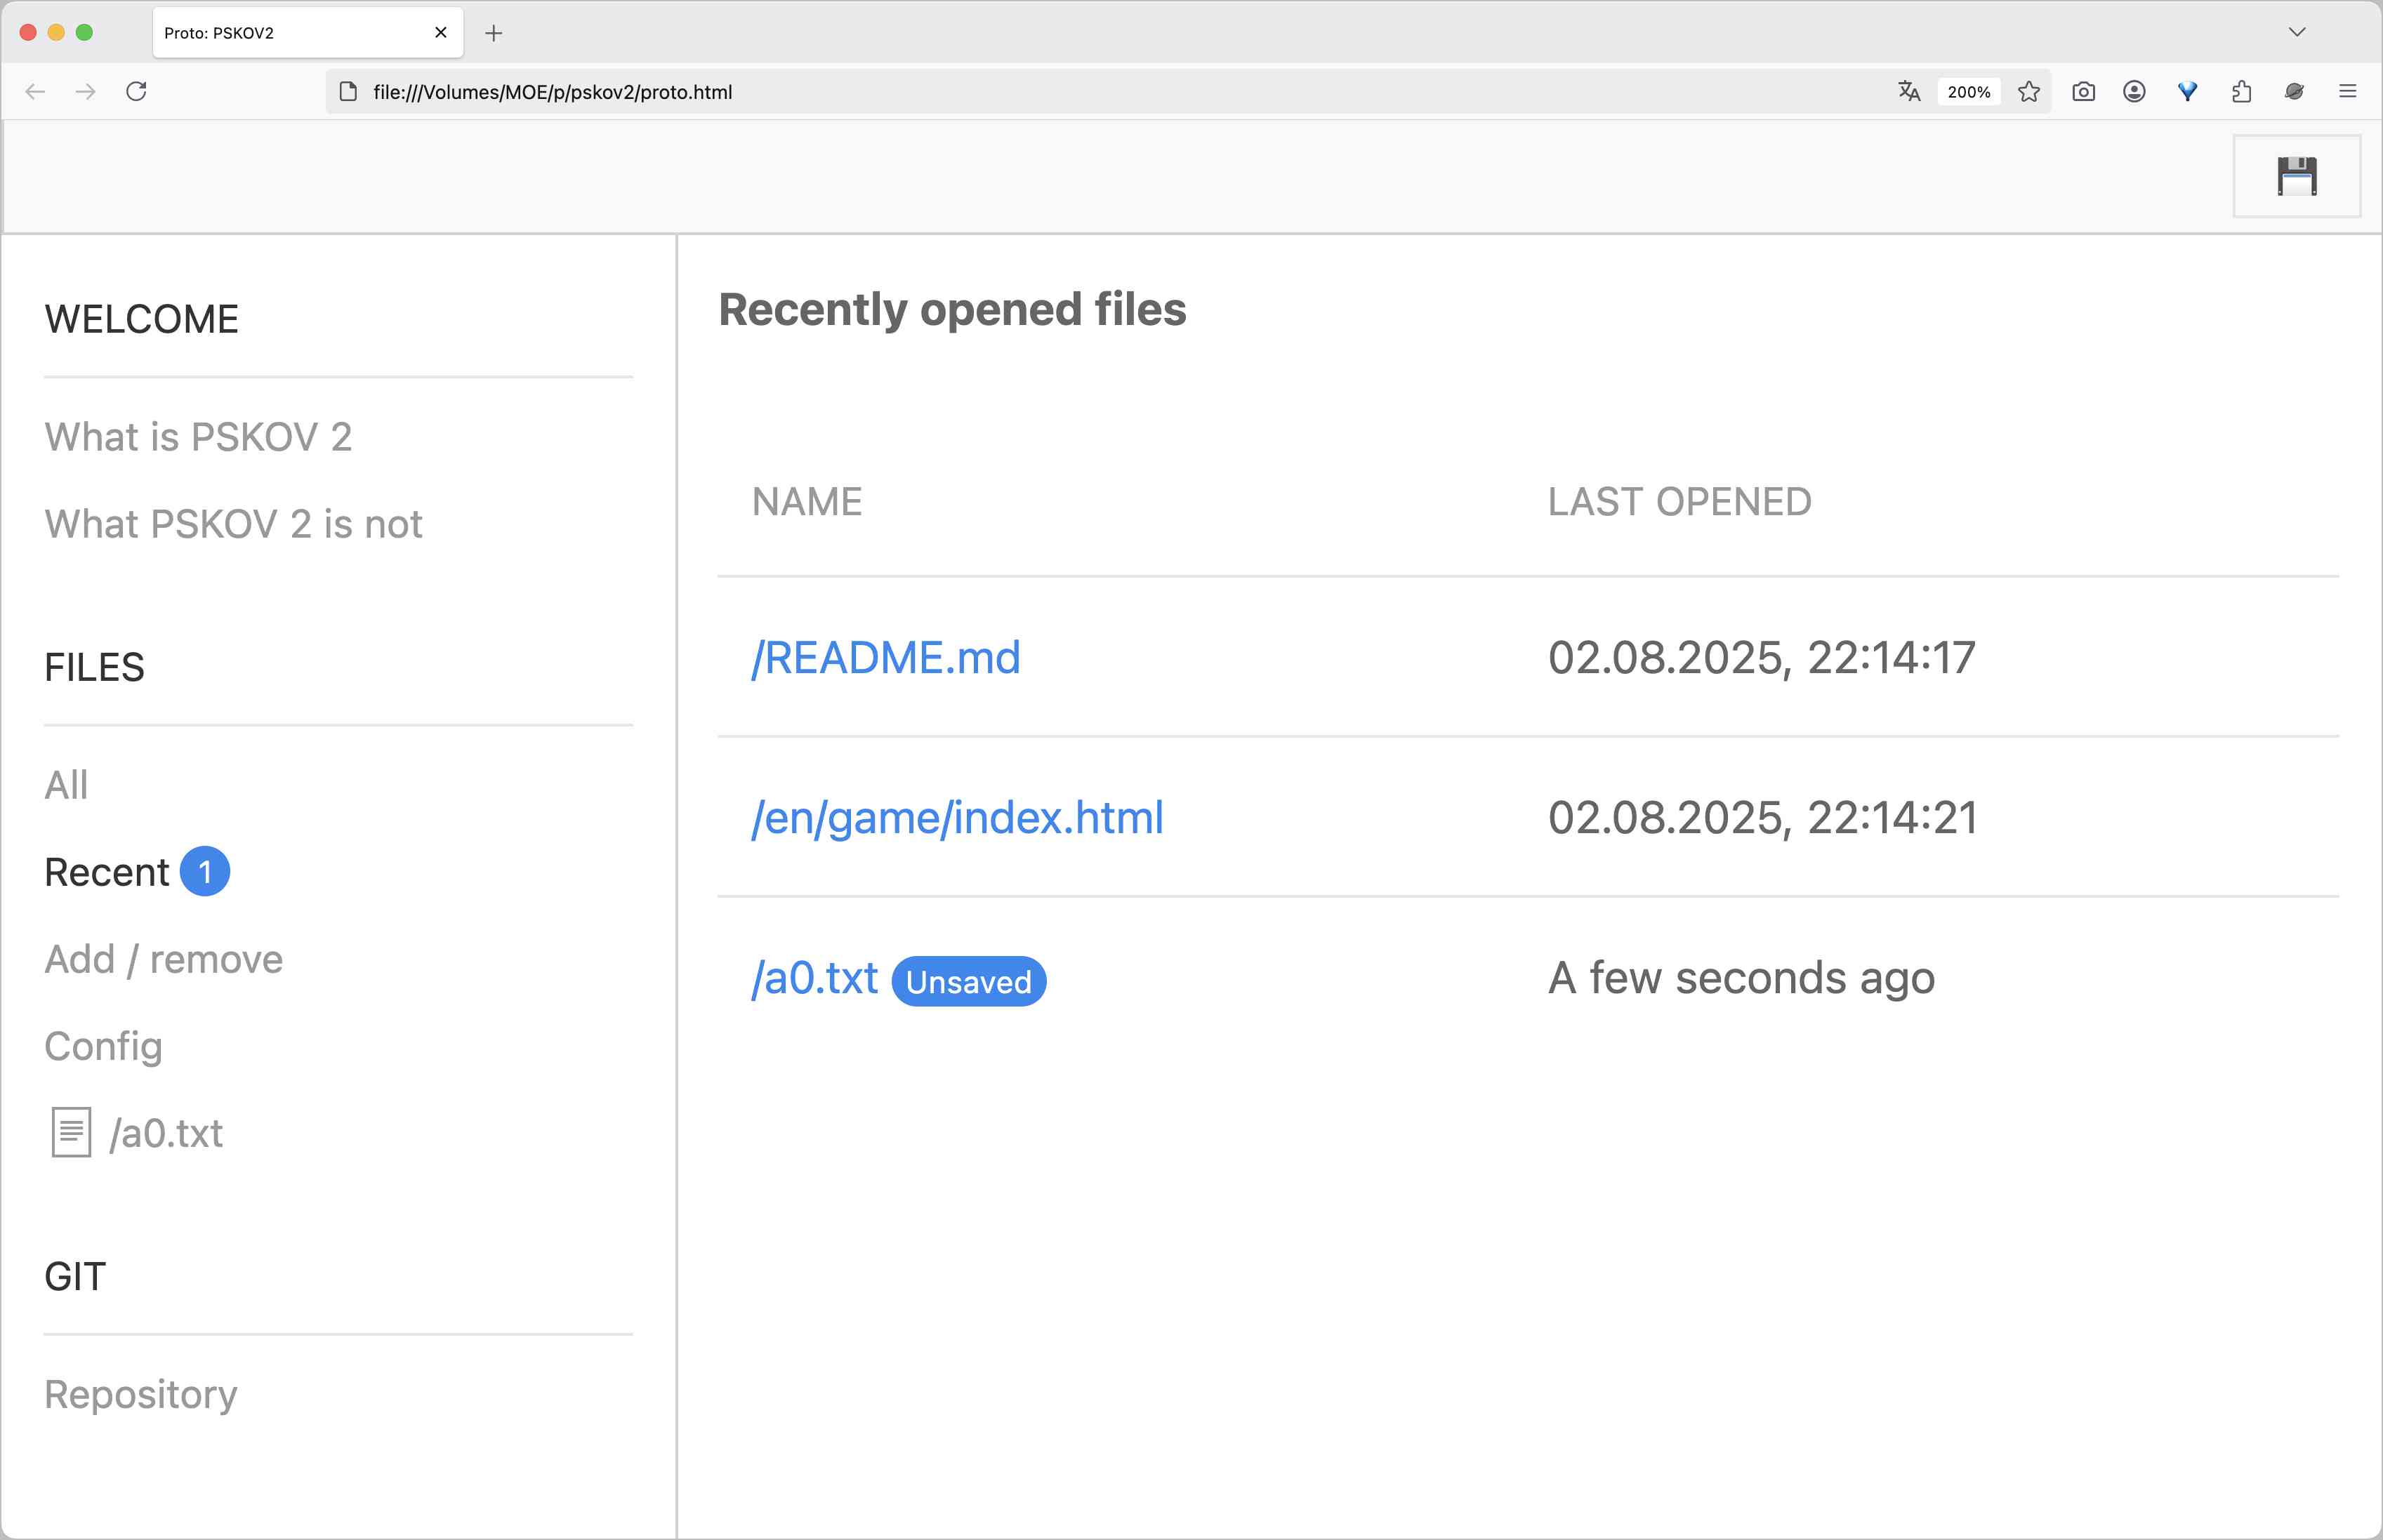 Proto: PSKOV2
file:///Volumes/MOE/p/pskov2/proto.html
200%
WELCOME
What is PSKOV 2
What PSKOV 2 is not
FILES
All
Recent 1
Add / remove
Config
/a0.txt
GIT
Repository
Recently opened files
NAME LAST OPENED
/README.md 02.08.2025, 22:14:17
/en/game/index.html 02.08.2025, 22:14:21
/a0.txt Unsaved A few seconds ago